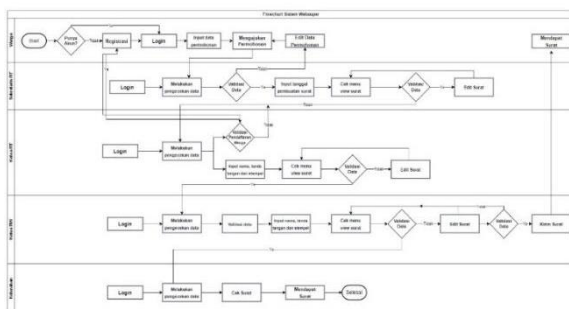 Flowchart Sistem
Warga
Start
Punya
Akun?
Tidak
Registrasi
Login
Input data
permohonan
Mengajukan
Permohonan
Edit Data
Permohonan
Mendapat
Surat
Login
Melakukan
pengecekan data
Validasi
Data
Tidak
Input tanggal
pembuatan surat
Cek menu
view surat
Validasi
Data
Ya
Edit Surat
Tidak
Ketua RT
Login
Melakukan
pengecekan data
Validasi
Pendaftaran
Warga
Input nama, tanda
tangan dan stempel
Cek menu
view surat
Validasi
Data
Edit Surat
Ya
Ketua RW
Login
Melakukan
pengecekan data
Validasi data
Input nama, tanda
tangan dan stempel
Cek menu
view surat
Validasi
Data
Tidak
Edit Surat
Validasi
Data
Ya
Kirim Surat
Ya
Kelurahan
Login
Melakukan
pengecekan data
Cek Surat
Mendapat
Surat
Selesai